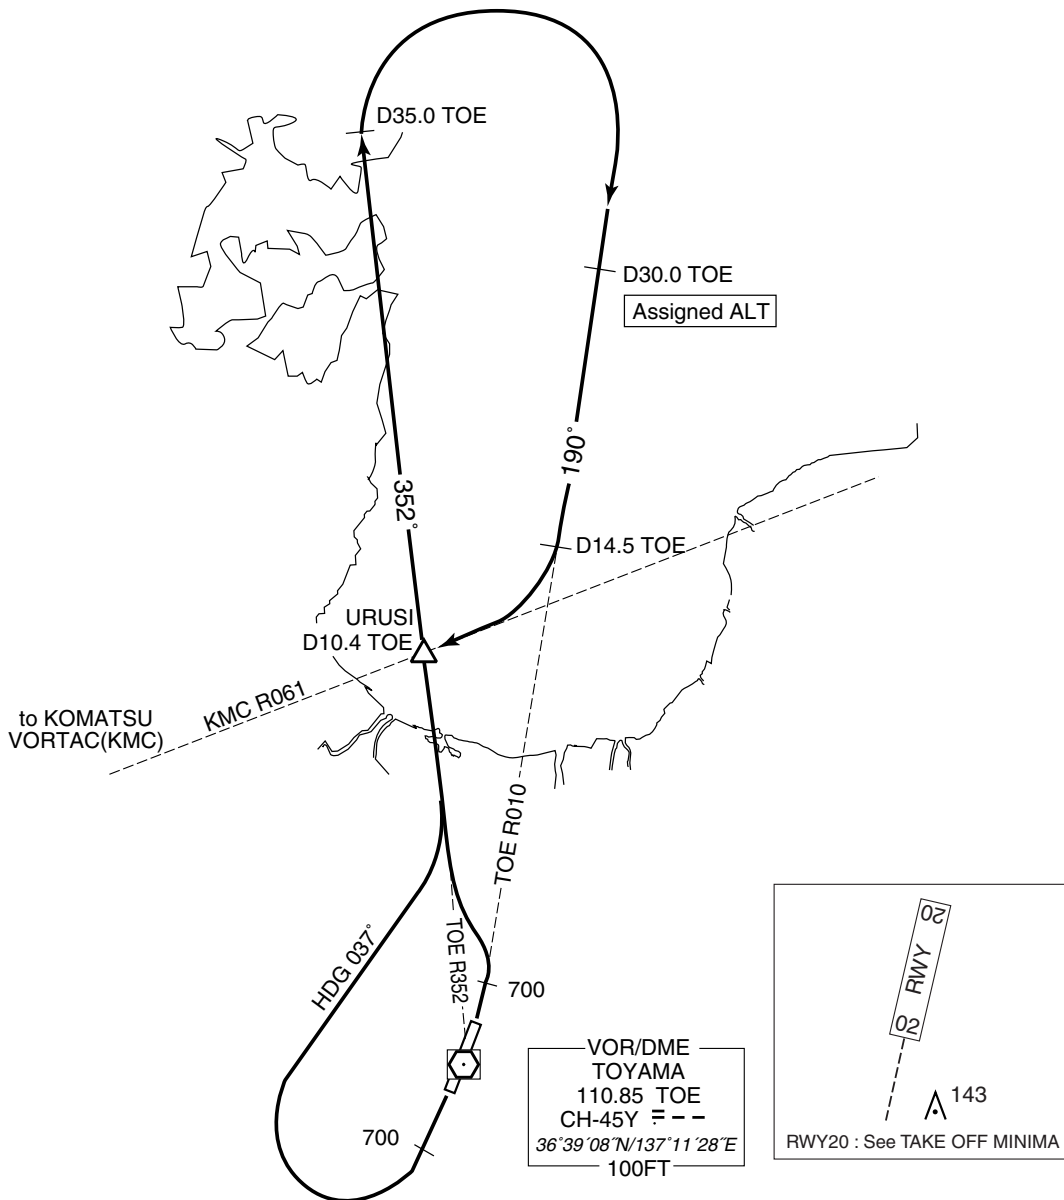 D35.0 TOE
D30.0 TOE
Assigned ALT
352°
190°
D14.5 TOE
URUSI
D10.4 TOE
KMC R061
to KOMATSU
VORTAC(KMC)
TOE R010
HDG 037°
TOE R352
700
700
VOR/DME
TOYAMA
110.85 TOE
CH-45Y
36°39´08˝N/137°11´28˝E
100FT
20
RWY
02
143
RWY20 : See TAKE OFF MINIMA